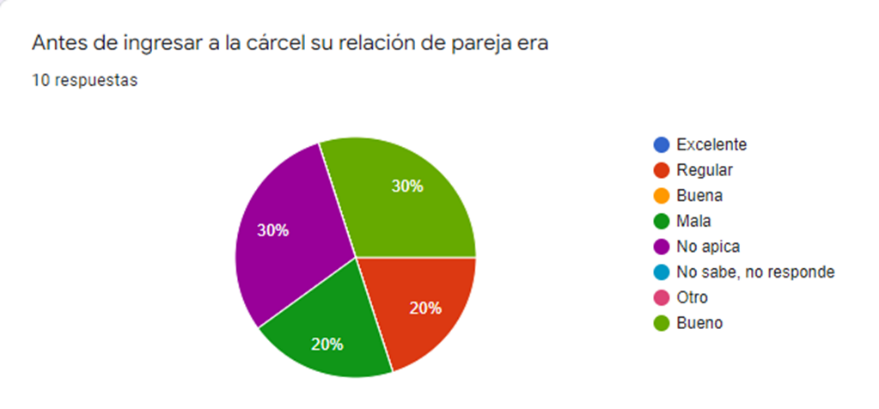 Antes de ingresar a la cárcel su relación de pareja era
10 respuestas
30%
30%
20%
20%
Excelente
Regular
Buena
Mala
No apica
No sabe, no responde
Otro
Bueno